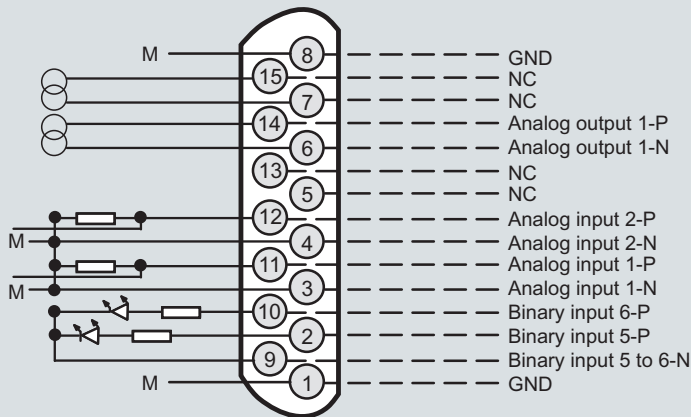 M 8 GND
15 NC
7 NC
14 Analog output 1-P
6 Analog output 1-N
13 NC
5 NC
12 Analog input 2-P
M 4 Analog input 2-N
11 Analog input 1-P
M 3 Analog input 1-N
10 Binary input 6-P
2 Binary input 5-P
9 Binary input 5 to 6-N
M 1 GND